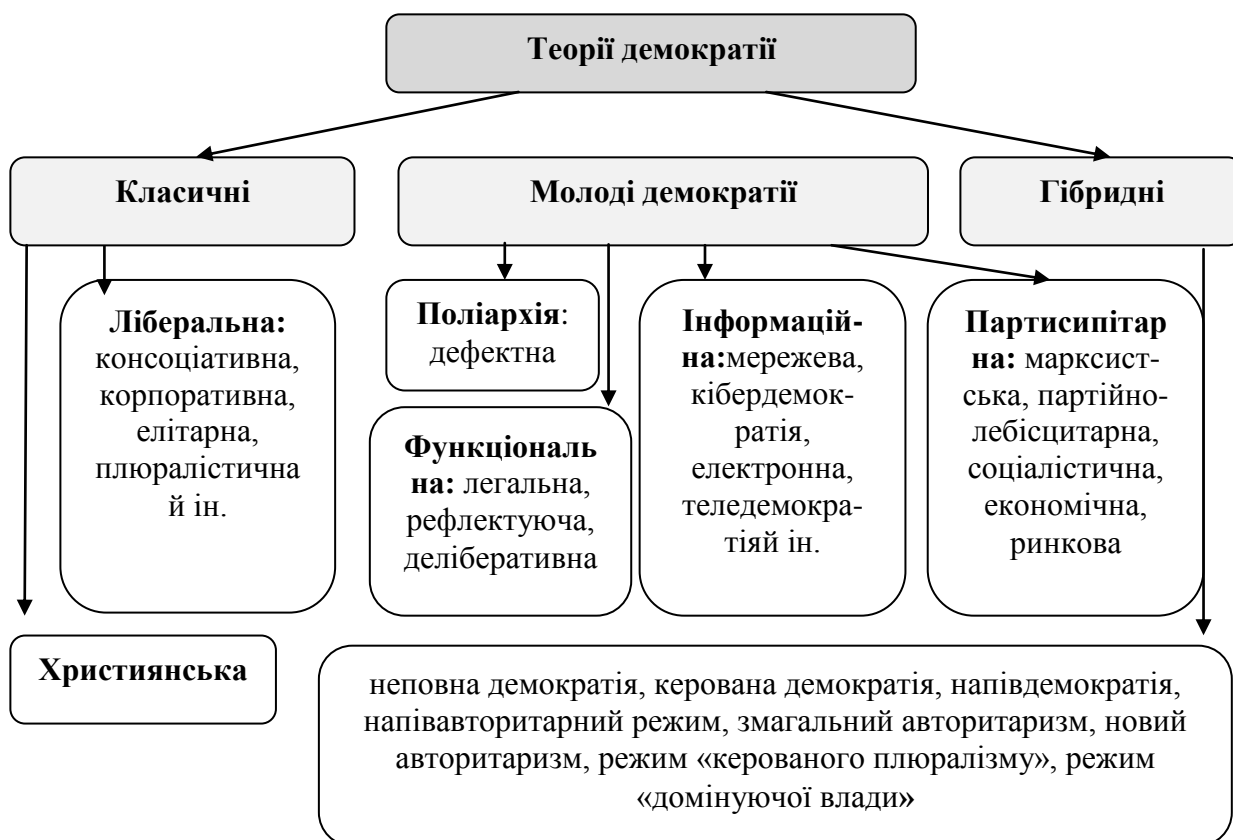 Теорії демократії
Класичні
Молоді демократії
Гібридні
Ліберальна:
консоціативна,
корпоративна,
елітарна,
плюралістична
й ін.
Поліархія:
дефектна
Функціональ
на: легальна,
рефлектуюча,
деліберативна
Інформацій-
на:мережева,
кібердемок-
ратія,
електронна,
теледемокра-
тіяй ін.
Партисипітар
на: марксист-
ська, партійно-
лебісцитарна,
соціалістична,
економічна,
ринкова
Християнська
неповна демократія, керована демократія, напівдемократія,
напівавторитарний режим, змагальний авторитаризм, новий
авторитаризм, режим «керованого плюралізму», режим
«домінуючої влади»